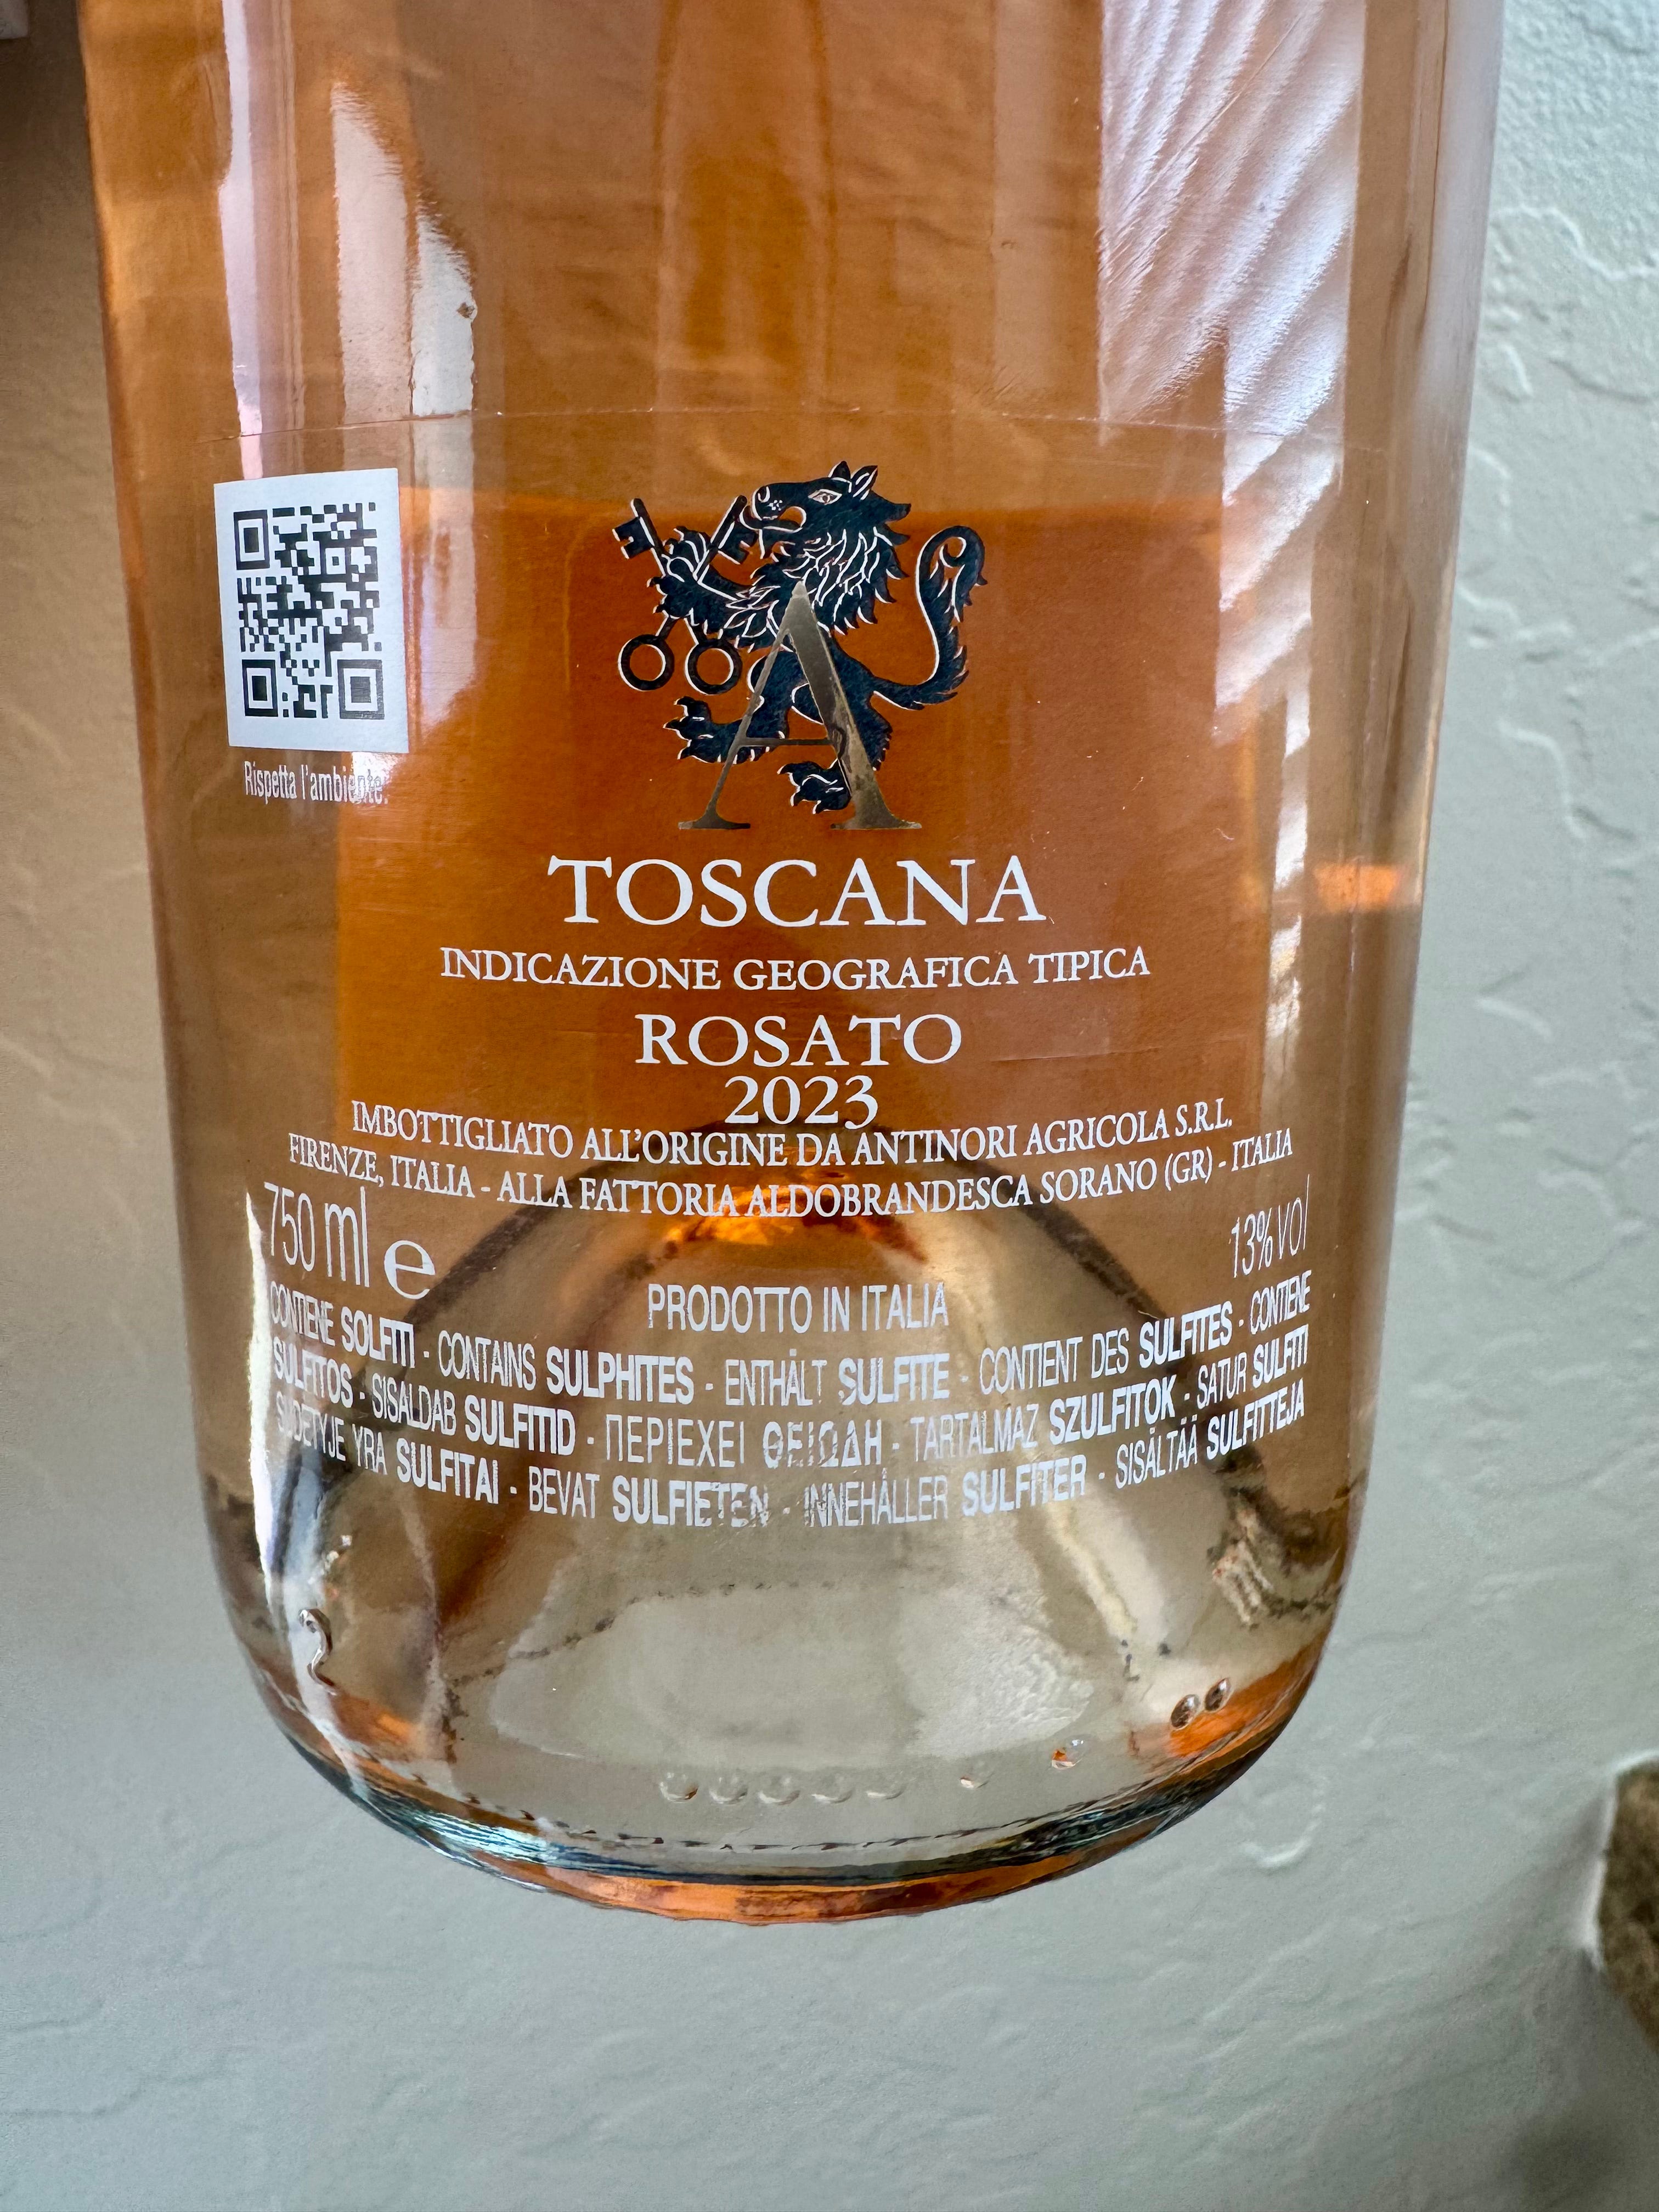 Rispetta l'ambiente.
A
TOSCANA
INDICAZIONE GEOGRAFICA TIPICA
ROSATO
2023
IMBOTTIGLIATO ALL'ORIGINE DA ANTINORI AGRICOLA S.R.L.
FIRENZE, ITALIA - ALLA FATTORIA ALDOBRANDESCA SORANO (GR) - ITALIA
750 ml e
13% vol
PRODOTTO IN ITALIA
CONTIENE SOLFITI - CONTAINS SULPHITES - ENTHÄLT SULFITE - CONTIENT DES SULFITES - CONTIENE
SULFITOS - SISALDAB SULFITID - ΠΕΡΙΕΧΕΙ ΘΕΙΩΔΗ - TARTALMAZ SZULFITOK - SATUR SULFITI
SUDETYJE YRA SULFITAI - BEVAT SULFIETEN - INNEHÅLLER SULFITER - SISÄLTÄÄ SULFITTEJA
2